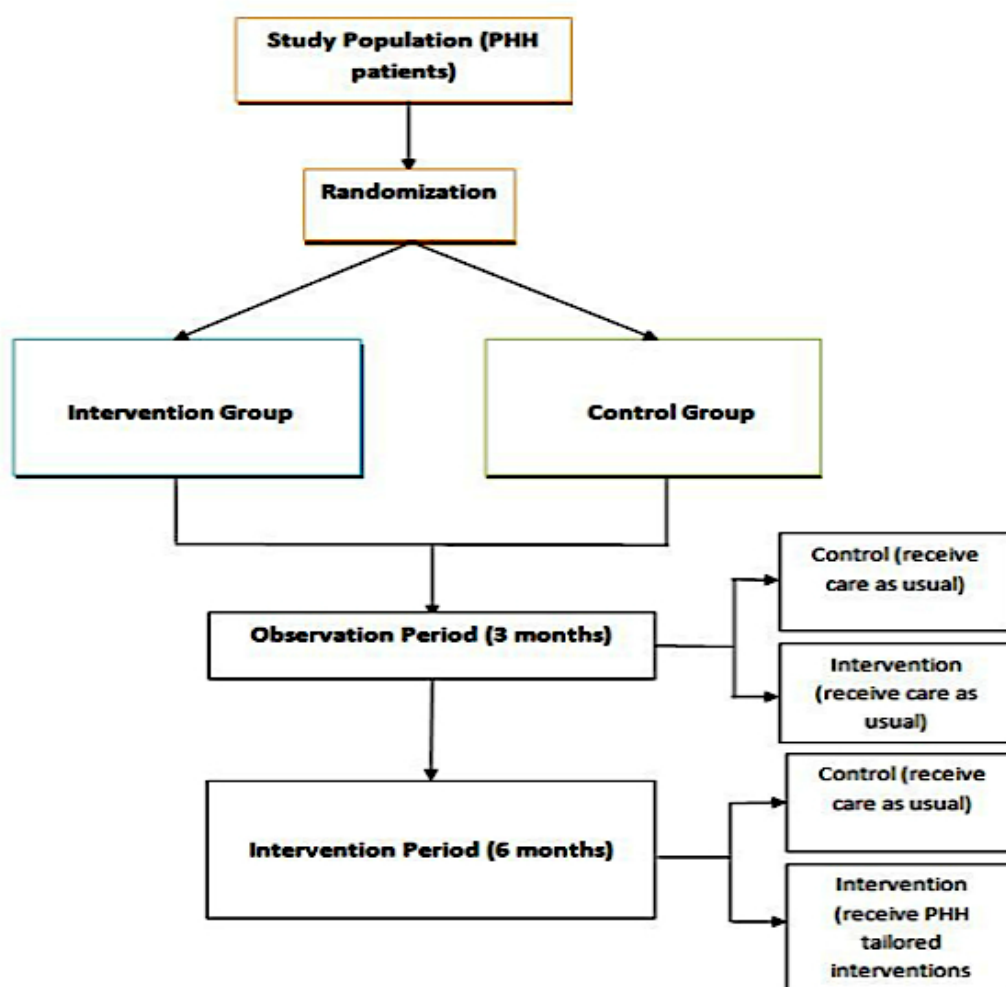 Study Population (PHH
patients)
Randomization
Intervention Group
Control Group
Observation Period (3 months)
Control (receive
care as usual)
Intervention
(receive care as
usual)
Intervention Period (6 months)
Control (receive
care as usual)
Intervention
(receive PHH
tailored
interventions